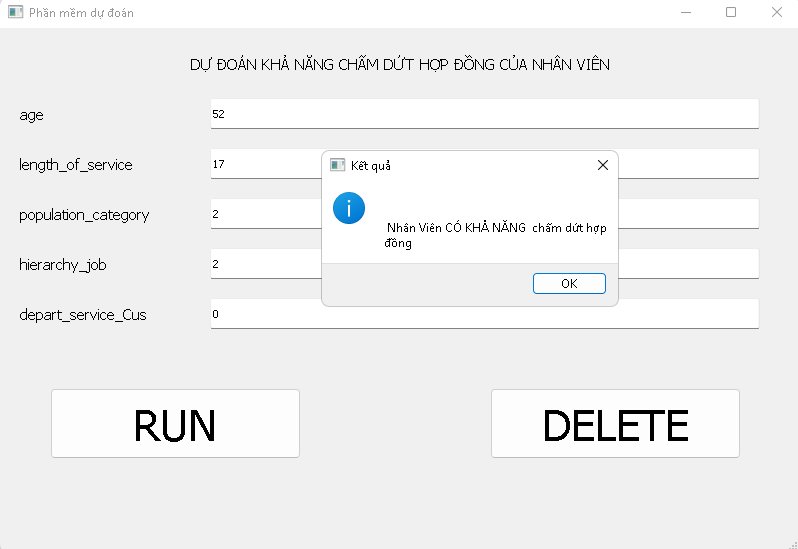 Phần mềm dự đoán
DỰ ĐOÁN KHẢ NĂNG CHẤM DỨT HỢP ĐỒNG CỦA NHÂN VIÊN
age
52
length_of_service
17
population_category
2
hierarchy_job
2
depart_service_Cus
0
Kết quả
Nhân Viên CÓ KHẢ NĂNG chấm dứt hợp
đồng
OK
RUN
DELETE